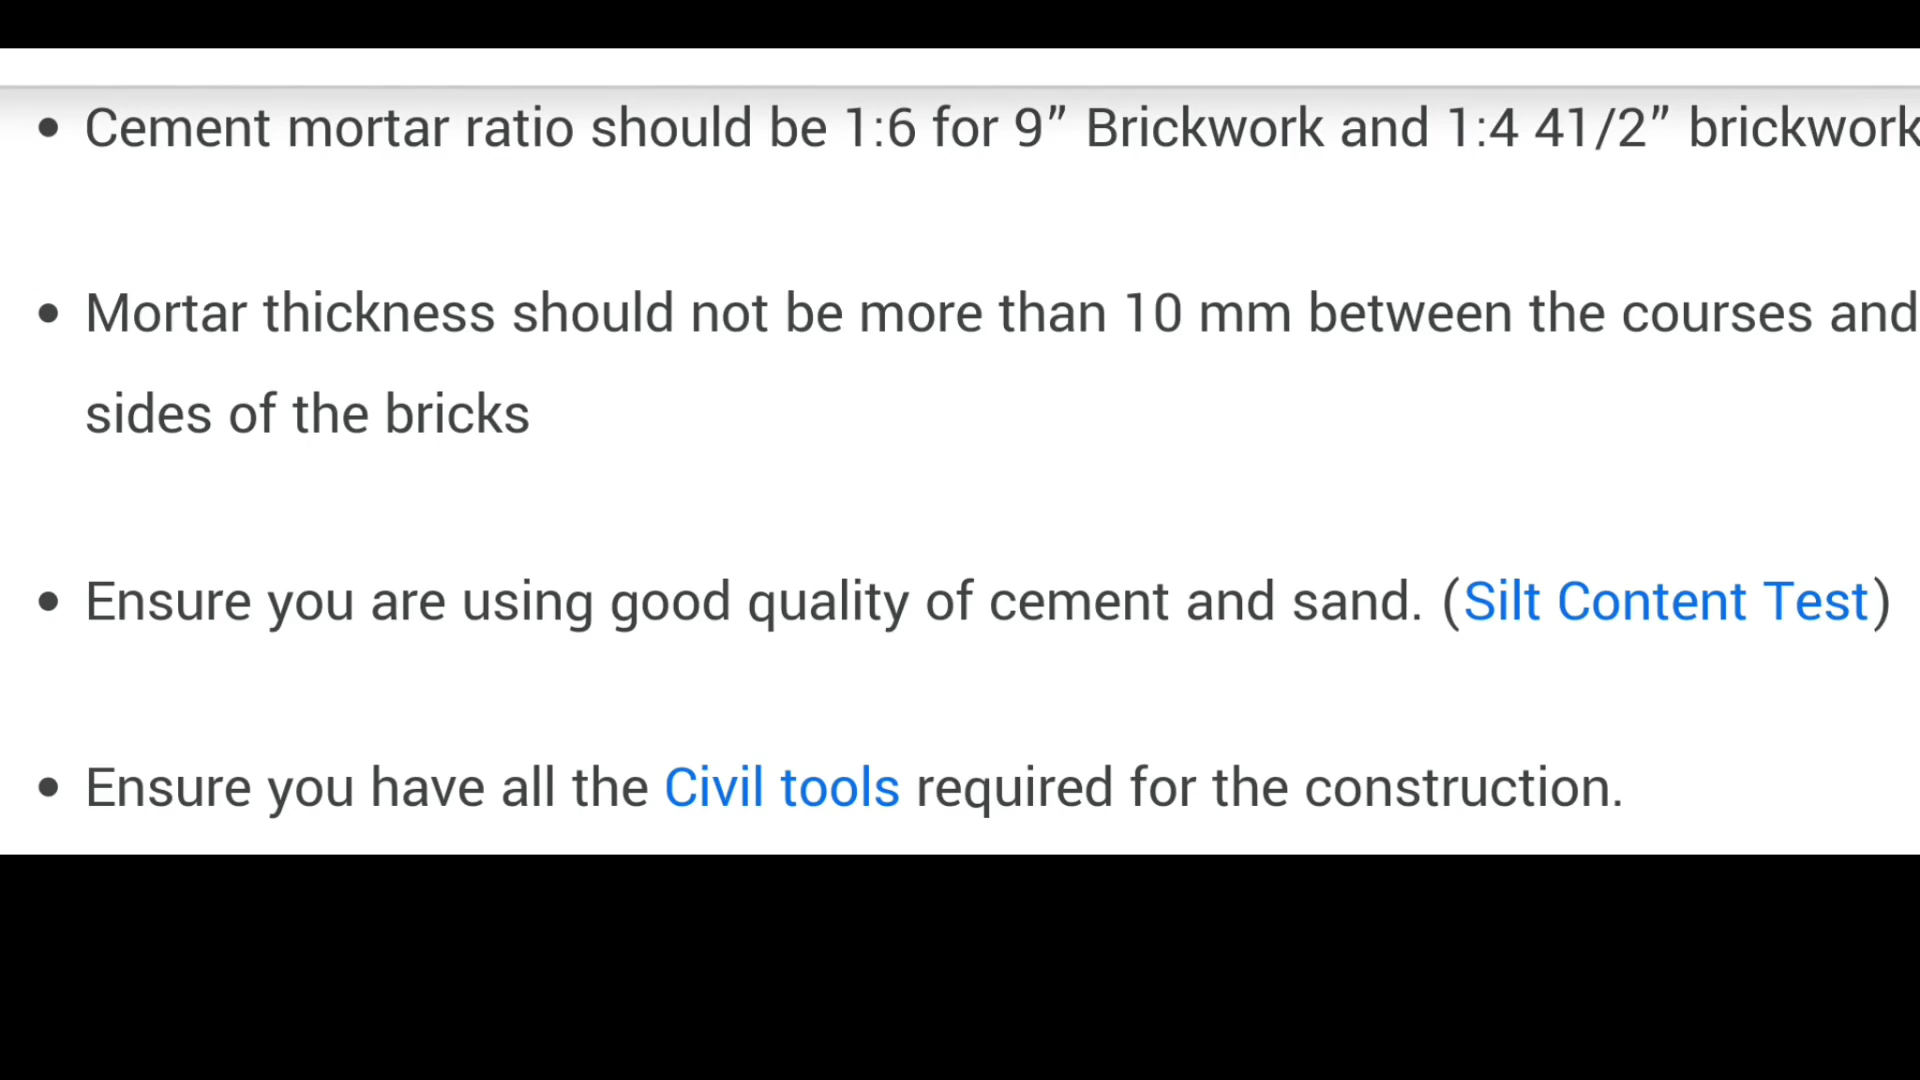 • Cement mortar ratio should be 1:6 for 9” Brickwork and 1:4 41/2” brickwork
• Mortar thickness should not be more than 10 mm between the courses and
sides of the bricks
• Ensure you are using good quality of cement and sand. (Silt Content Test)
• Ensure you have all the Civil tools required for the construction.